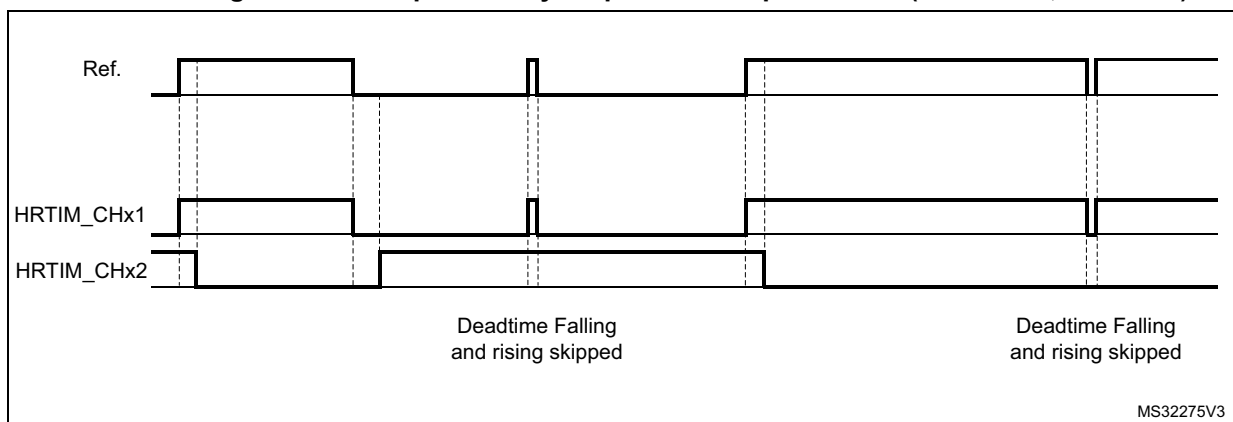 Ref.
HRTIM_CHx1
HRTIM_CHx2
Deadtime Falling
and rising skipped
Deadtime Falling
and rising skipped
MS32275V3